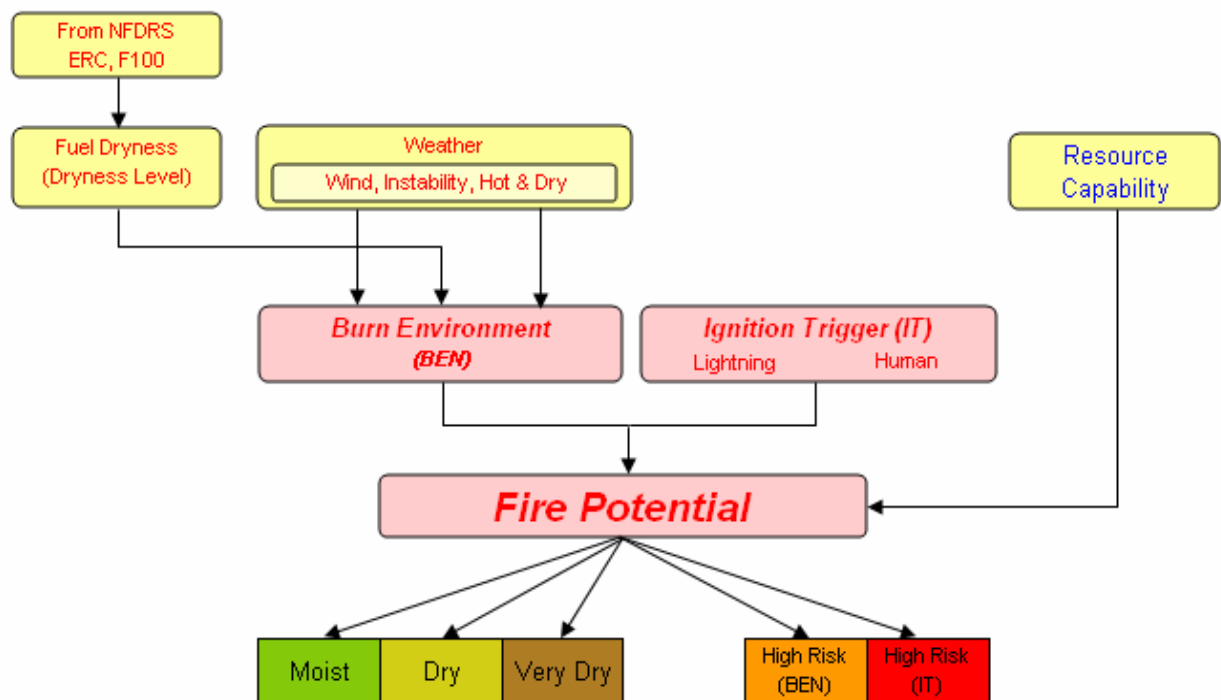 From NFDRS
ERC, F100
Fuel Dryness
(Dryness Level)
Weather
Wind, Instability, Hot & Dry
Resource
Capability
Burn Environment
(BEN)
Ignition Trigger (IT)
Lightning Human
Fire Potential
Moist
Dry
Very Dry
High Risk
(BEN)
High Risk
(IT)